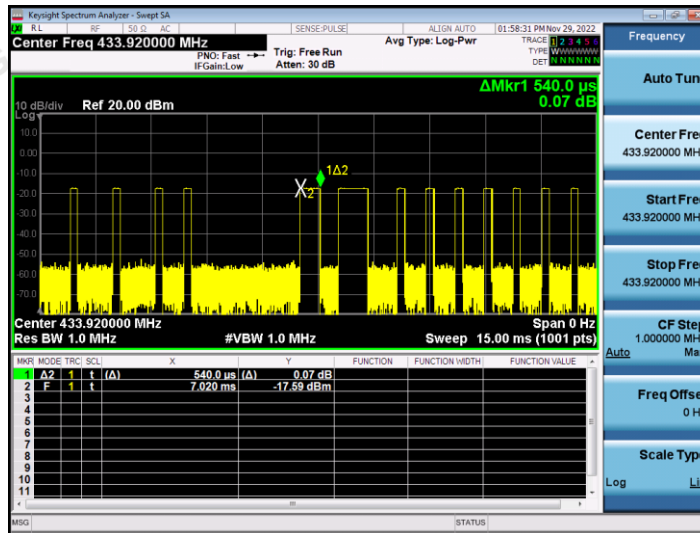 Keysight Spectrum Analyzer - Swept SA
RL RF 50 Ω AC SENSE:PULSE ALIGN AUTO 01:58:31 PM Nov 29, 2022
Center Freq 433.920000 MHz Avg Type: Log-Pwr TRACE 1 2 3 4 5 6
PNO: Fast Trig: Free Run TYPE WWWWWW
IFGain:Low Atten: 30 dB DET N N N N N N
ΔMkr1 540.0 µs
0.07 dB
10 dB/div Ref 20.00 dBm
Log
10.0
0.00
-10.0
1Δ2
X2
-20.0
-30.0
-40.0
-50.0
-60.0
-70.0
Center 433.920000 MHz Span 0 Hz
Res BW 1.0 MHz #VBW 1.0 MHz Sweep 15.00 ms (1001 pts)
MKR MODE TRC SCL X Y FUNCTION FUNCTION WIDTH FUNCTION VALUE
1 Δ2 1 t (Δ) 540.0 µs (Δ) 0.07 dB
2 F 1 t 7.020 ms -17.59 dBm
3
4
5
6
7
8
9
10
11
MSG STATUS
Frequency
Auto Tun
Center Fre
433.920000 MH
Start Fre
433.920000 MH
Stop Fre
433.920000 MH
CF Step
1.000000 MH
Auto Ma
Freq Offse
0 H
Scale Type
Log Li